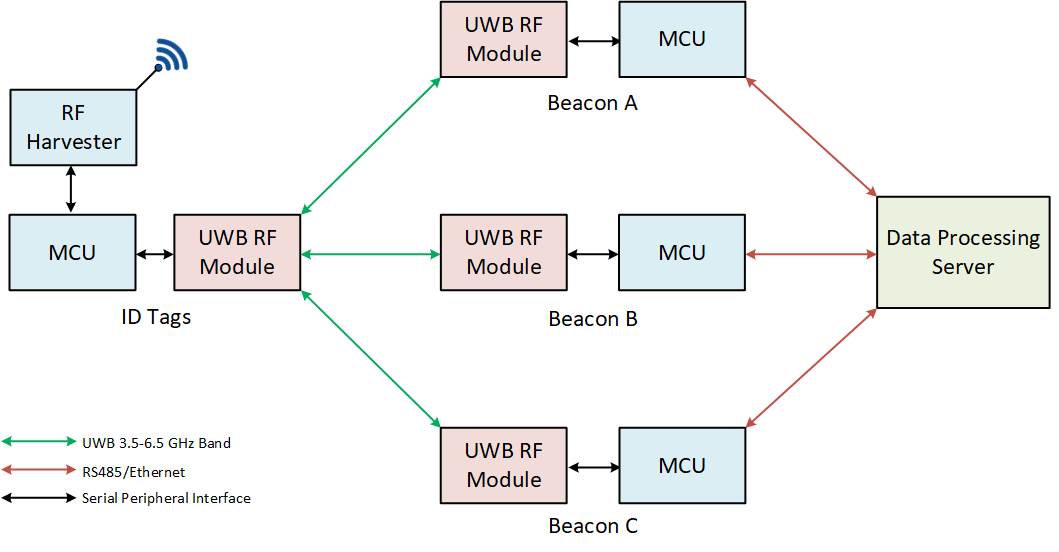 UWB RF
Module
MCU
Beacon A
RF
Harvester
MCU
UWB RF
Module
ID Tags
UWB RF
Module
MCU
Beacon B
Data Processing
Server
UWB RF
Module
MCU
Beacon C
UWB 3.5-6.5 GHz Band
RS485/Ethernet
Serial Peripheral Interface